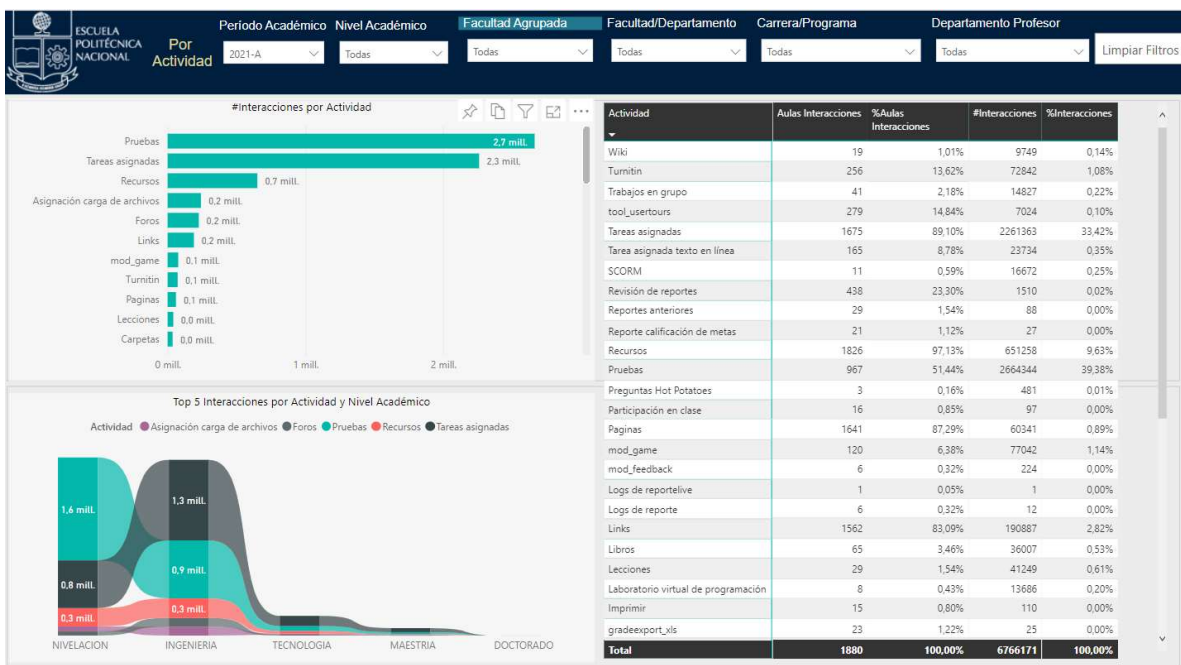 ESCUELA
POLITÉCNICA
NACIONAL
Por
Actividad
Período Académico
2021-A
Nivel Académico
Todas
Facultad Agrupada
Todas
Facultad/Departamento
Todas
Carrera/Programa
Todas
Departamento Profesor
Todas
Limpiar Filtros
#Interacciones por Actividad
Pruebas 2,7 mill.
Tareas asignadas 2,3 mill.
Recursos 0,7 mill.
Asignación carga de archivos 0,2 mill.
Foros 0,2 mill.
Links 0,2 mill.
mod_game 0,1 mill.
Turnitin 0,1 mill.
Paginas 0,1 mill.
Lecciones 0,0 mill.
Carpetas 0,0 mill.
0 mill. 1 mill. 2 mill.
Top 5 Interacciones por Actividad y Nivel Académico
Actividad Asignación carga de archivos Foros Pruebas Recursos Tareas asignadas
1,6 mill.
0,8 mill.
0,3 mill.
1,3 mill.
0,9 mill.
0,3 mill.
NIVELACION INGENIERIA TECNOLOGIA MAESTRIA DOCTORADO
Actividad Aulas Interacciones %Aulas Interacciones #Interacciones %Interacciones
Wiki 19 1,01% 9749 0,14%
Turnitin 256 13,62% 72842 1,08%
Trabajos en grupo 41 2,18% 14827 0,22%
tool_usertours 279 14,84% 7024 0,10%
Tareas asignadas 1675 89,10% 2261363 33,42%
Tarea asignada texto en línea 165 8,78% 23734 0,35%
SCORM 11 0,59% 16672 0,25%
Revisión de reportes 438 23,30% 1510 0,02%
Reportes anteriores 29 1,54% 88 0,00%
Reporte calificación de metas 21 1,12% 27 0,00%
Recursos 1826 97,13% 651258 9,63%
Pruebas 967 51,44% 2664344 39,38%
Preguntas Hot Potatoes 3 0,16% 481 0,01%
Participación en clase 16 0,85% 97 0,00%
Paginas 1641 87,29% 60341 0,89%
mod_game 120 6,38% 77042 1,14%
mod_feedback 6 0,32% 224 0,00%
Logs de reportelive 1 0,05% 1 0,00%
Logs de reporte 6 0,32% 12 0,00%
Links 1562 83,09% 190887 2,82%
Libros 65 3,46% 36007 0,53%
Lecciones 29 1,54% 41249 0,61%
Laboratorio virtual de programación 8 0,43% 13686 0,20%
Imprimir 15 0,80% 110 0,00%
gradeexport_xls 23 1,22% 25 0,00%
Total 1880 100,00% 6766171 100,00%